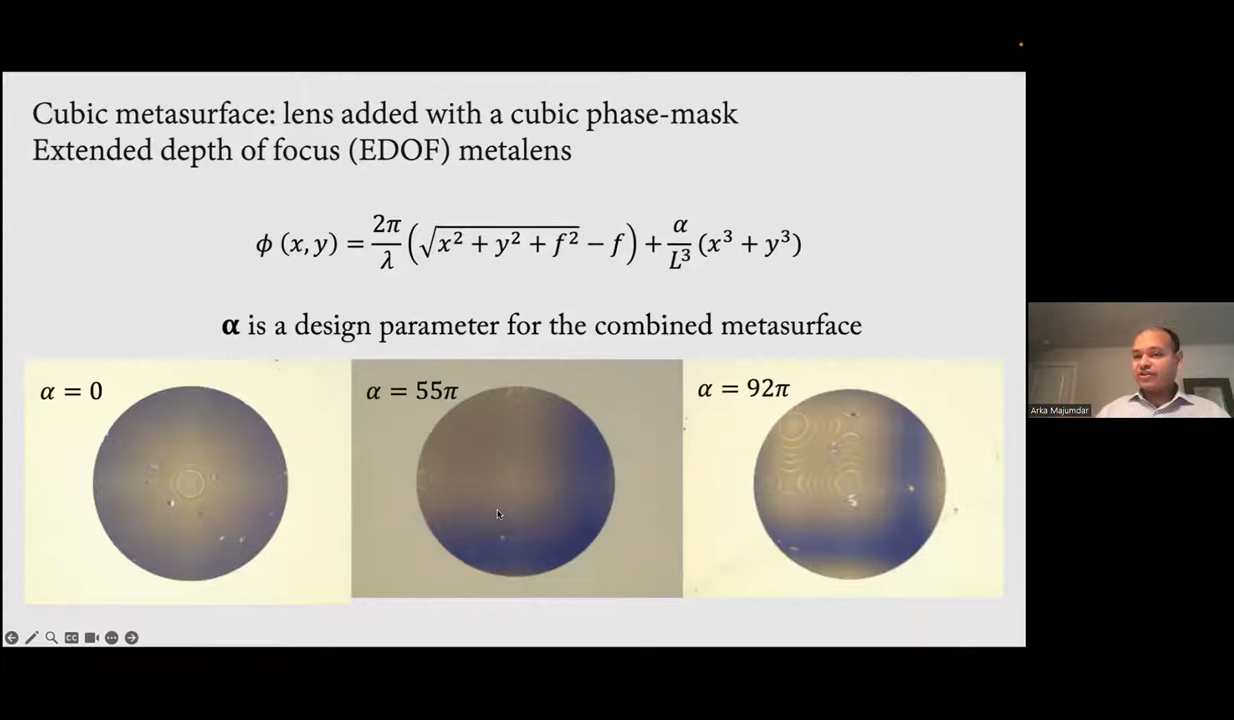 Cubic metasurface: lens added with a cubic phase-mask
Extended depth of focus (EDOF) metalens
𝜙 (x, y) = 2π/λ (√x² + y² + f² − f) + α/L³ (x³ + y³)
α is a design parameter for the combined metasurface
α = 0
α = 55π
α = 92π
Arka Majumdar
CC